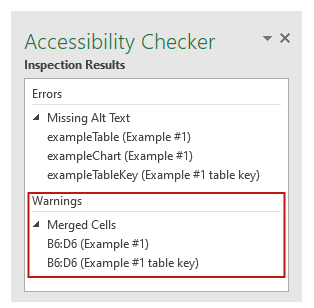 Accessibility Checker
Inspection Results
Errors
Missing Alt Text
exampleTable (Example #1)
exampleChart (Example #1)
exampleTableKey (Example #1 table key)
Warnings
Merged Cells
B6:D6 (Example #1)
B6:D6 (Example #1 table key)